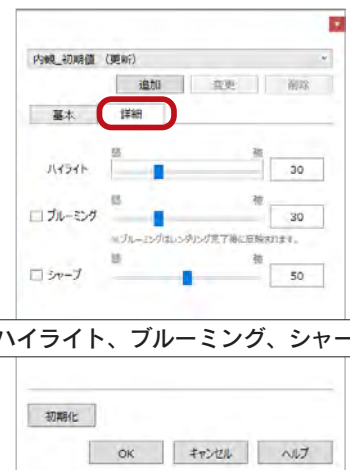 内観_初期値（更新）
追加 変更 削除
基本 詳細
弱 強
ハイライト 30
弱 強
ブルーミング 30
※ブルーミングはレンダリング完了後に反映されます。
弱 強
シャープ 50
ハイライト、ブルーミング、シャー
初期化
OK キャンセル ヘルプ